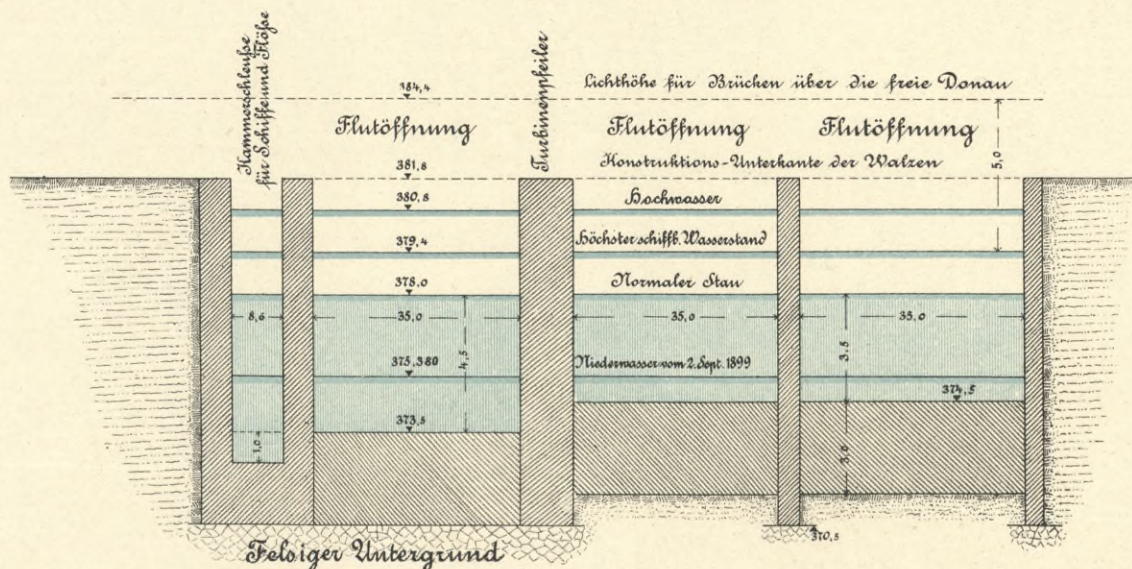 Kammerschleuße
für Schiffe und Flöße
Turbinenpfeiler
384,4
Lichthöhe für Brücken über die freie Donau
Flutöffnung
Flutöffnung
Flutöffnung
5,0
381,8
Konstruktions-Unterkante der Walzen
380,8
Hochwasser
379,4
Höchster schiffb. Wasserstand
378,0
Normaler Stau
8,6
35,0
35,0
35,0
4,5
3,5
375,380
Niederwasser vom 2. Sept. 1899
374,5
373,5
1,0
3,0
370,5
Felsiger Untergrund